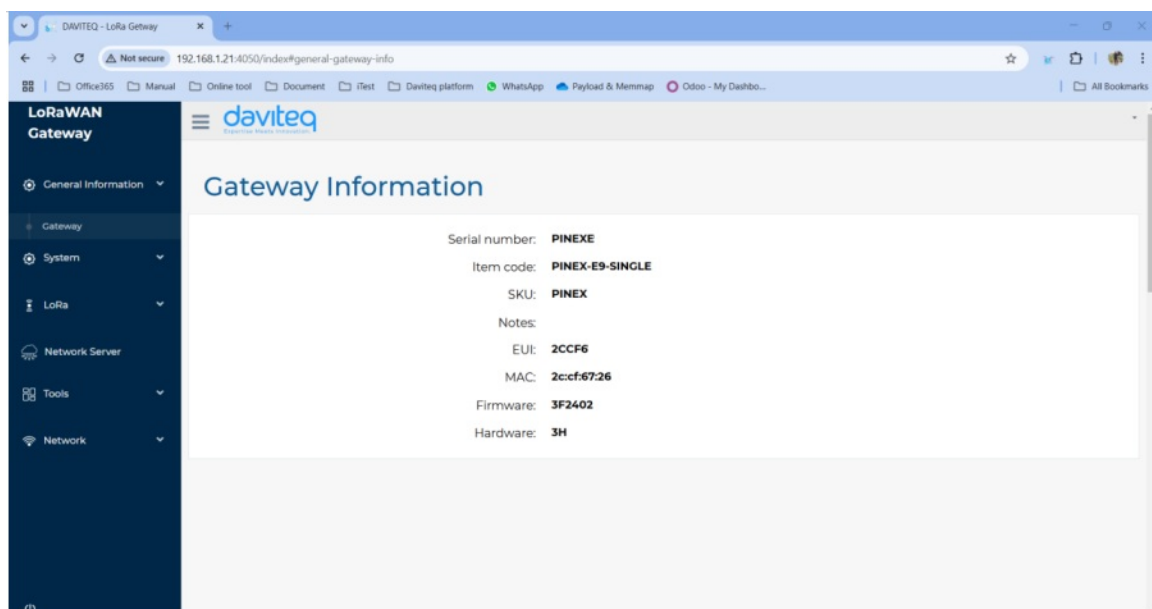 DAVITEQ - LoRa Getway
Not secure 192.168.1.21:4050/index#general-gateway-info
Office365 Manual Online tool Document iTest Daviteq platform WhatsApp Payload & Memmap Odoo - My Dashbo... All Bookmarks
LoRaWAN
Gateway
daviteq
General Information
Gateway
System
LoRa
Network Server
Tools
Network
Gateway Information
Serial number: PINEXE
Item code: PINEX-E9-SINGLE
SKU: PINEX
Notes:
EUI: 2CCF6
MAC: 2c:cf:67:26
Firmware: 3F2402
Hardware: 3H